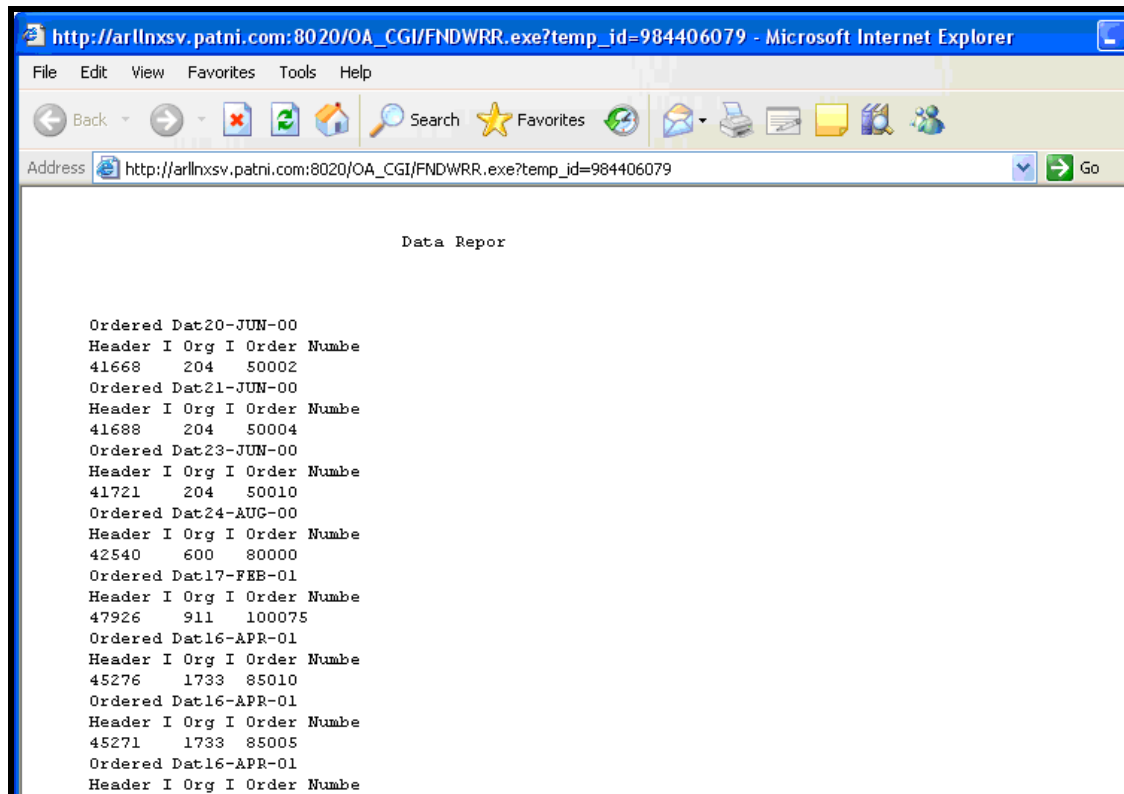 http://arllnxsv.patni.com:8020/OA_CGI/FNDWRR.exe?temp_id=984406079 - Microsoft Internet Explorer
File Edit View Favorites Tools Help
Back Search Favorites
Address http://arllnxsv.patni.com:8020/OA_CGI/FNDWRR.exe?temp_id=984406079 Go
Data Repor
Ordered Dat20-JUN-00
Header I Org I Order Numbe
41668 204 50002
Ordered Dat21-JUN-00
Header I Org I Order Numbe
41688 204 50004
Ordered Dat23-JUN-00
Header I Org I Order Numbe
41721 204 50010
Ordered Dat24-AUG-00
Header I Org I Order Numbe
42540 600 80000
Ordered Dat17-FEB-01
Header I Org I Order Numbe
47926 911 100075
Ordered Dat16-APR-01
Header I Org I Order Numbe
45276 1733 85010
Ordered Dat16-APR-01
Header I Org I Order Numbe
45271 1733 85005
Ordered Dat16-APR-01
Header I Org I Order Numbe